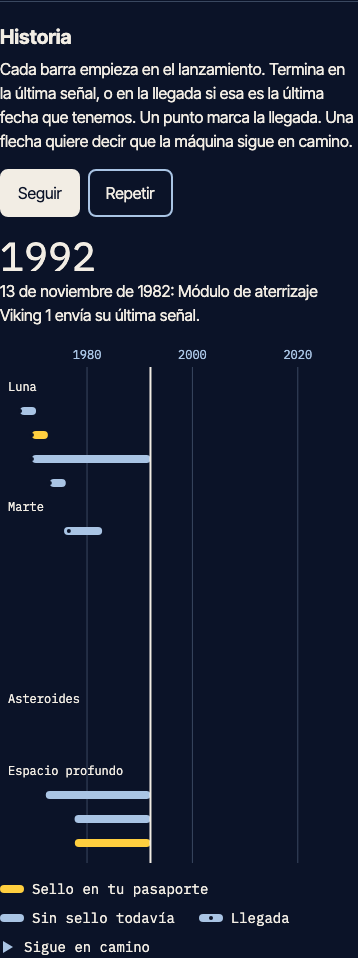 Historia
Cada barra empieza en el lanzamiento. Termina en
la última señal, o en la llegada si esa es la última
fecha que tenemos. Un punto marca la llegada. Una
flecha quiere decir que la máquina sigue en camino.
Seguir
Repetir
1992
13 de noviembre de 1982: Módulo de aterrizaje
Viking 1 envía su última señal.
1980 2000 2020
Luna
Marte
Asteroides
Espacio profundo
Sello en tu pasaporte
Sin sello todavía Llegada
Sigue en camino